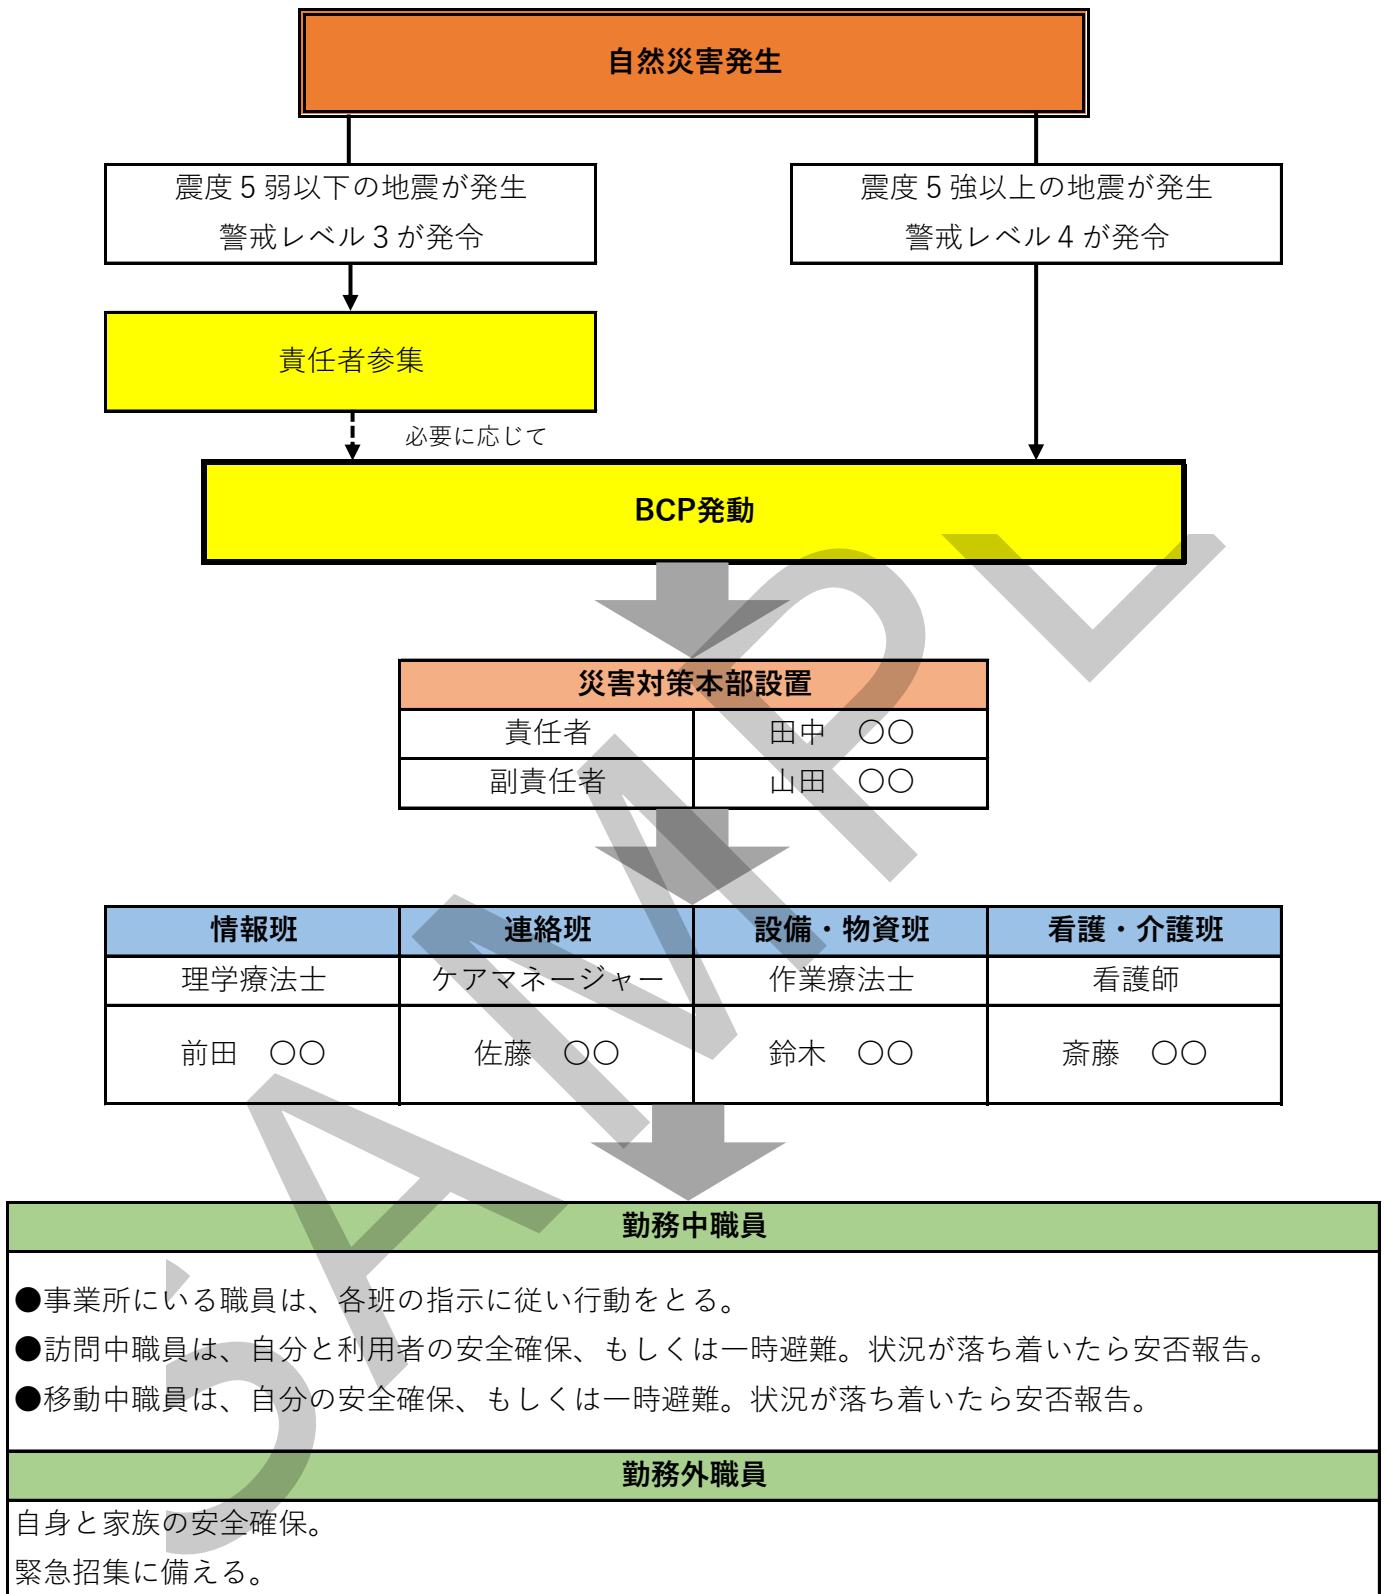 自然災害発生
震度５弱以下の地震が発生
警戒レベル３が発令
震度５強以上の地震が発生
警戒レベル４が発令
責任者参集
必要に応じて
BCP発動
災害対策本部設置
責任者 田中　〇〇
副責任者 山田　〇〇
情報班 連絡班 設備・物資班 看護・介護班
理学療法士 ケアマネージャー 作業療法士 看護師
前田　〇〇 佐藤　〇〇 鈴木　〇〇 斎藤　〇〇
勤務中職員
●事業所にいる職員は、各班の指示に従い行動をとる。
●訪問中職員は、自分と利用者の安全確保、もしくは一時避難。状況が落ち着いたら安否報告。
●移動中職員は、自分の安全確保、もしくは一時避難。状況が落ち着いたら安否報告。
勤務外職員
自身と家族の安全確保。
緊急招集に備える。
SAMPLE